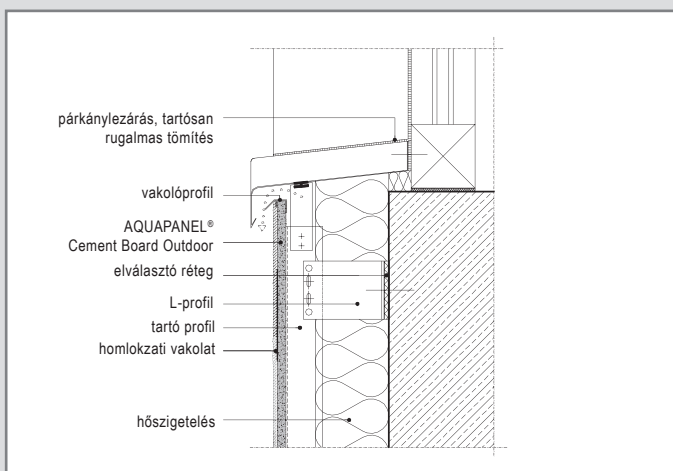 párkánylezárás, tartósan
rugalmas tömítés
vakolóprofil
AQUAPANEL®
Cement Board Outdoor
elválasztó réteg
L-profil
tartó profil
homlokzati vakolat
hőszigetelés